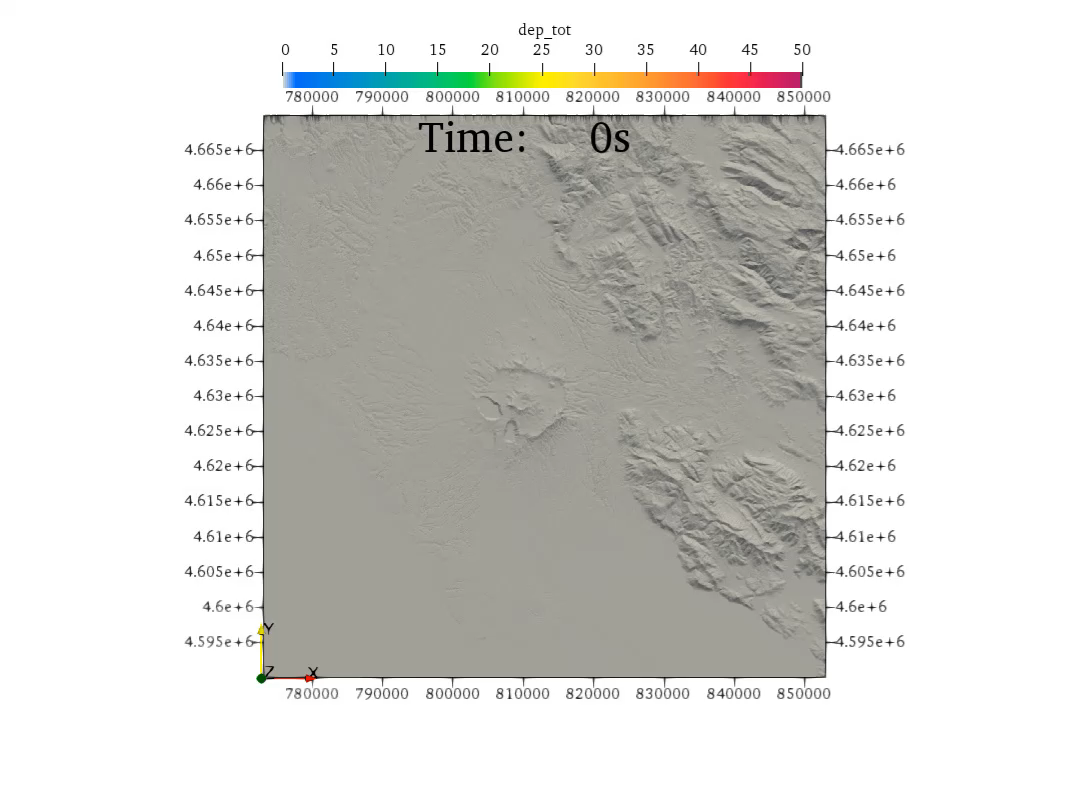 dep_tot
0 5 10 15 20 25 30 35 40 45 50
780000 790000 800000 810000 820000 830000 840000 850000
Time: 0s
4.665e+6 4.665e+6
4.66e+6 4.66e+6
4.655e+6 4.655e+6
4.65e+6 4.65e+6
4.645e+6 4.645e+6
4.64e+6 4.64e+6
4.635e+6 4.635e+6
4.63e+6 4.63e+6
4.625e+6 4.625e+6
4.62e+6 4.62e+6
4.615e+6 4.615e+6
4.61e+6 4.61e+6
4.605e+6 4.605e+6
4.6e+6 4.6e+6
Y
4.595e+6 4.595e+6
Z X
780000 790000 800000 810000 820000 830000 840000 850000